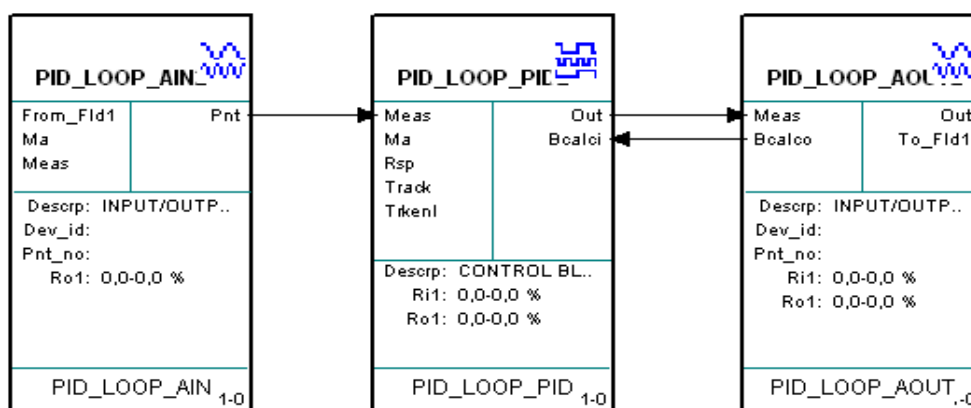 PID_LOOP_AIN_
From_Fld1 Pnt
Ma
Meas
Descrp: INPUT/OUTP..
Dev_id:
Pnt_no:
Ro1: 0,0-0,0 %
PID_LOOP_AIN 1-0
PID_LOOP_PID_
Meas Out
Ma Bcalci
Rsp
Track
Trkenl
Descrp: CONTROL BL..
Ri1: 0,0-0,0 %
Ro1: 0,0-0,0 %
PID_LOOP_PID 1-0
Meas Out
Bcalco To_Fld1
Descrp: INPUT/OUTP..
Dev_id:
Pnt_no:
Ri1: 0,0-0,0 %
Ro1: 0,0-0,0 %
PID_LOOP_AOUT